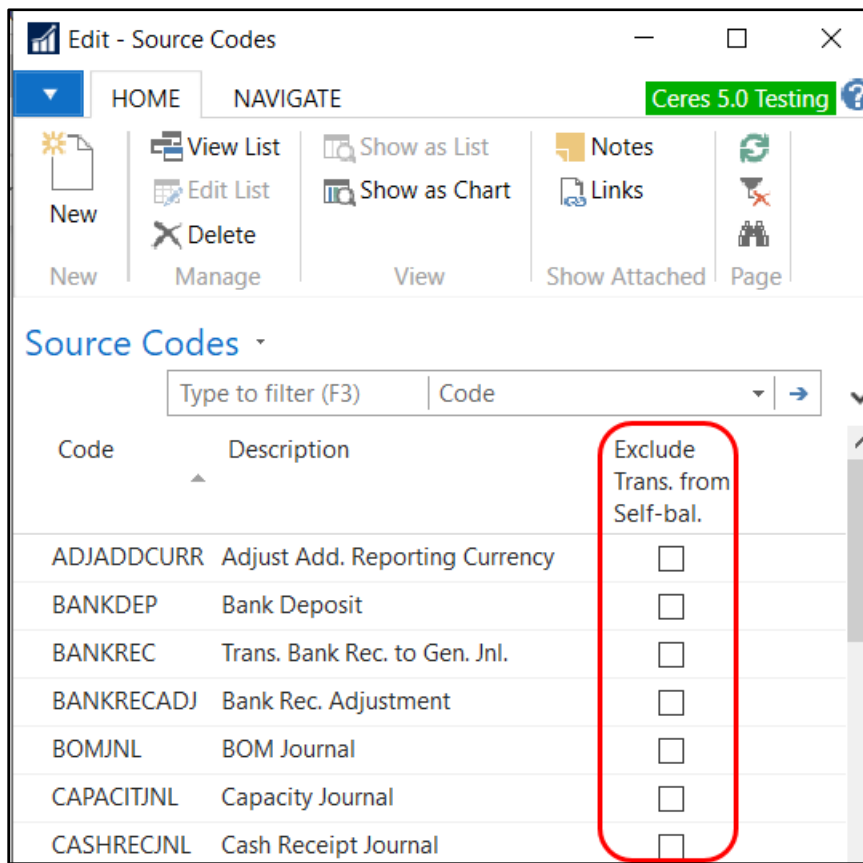 Edit - Source Codes
HOME NAVIGATE Ceres 5.0 Testing ?
New
View List
Edit List
Delete
Show as List
Show as Chart
Notes
Links
New Manage View Show Attached Page
Source Codes
Type to filter (F3) Code
Code Description Exclude
Trans. from
Self-bal.
ADJADDCURR Adjust Add. Reporting Currency
BANKDEP Bank Deposit
BANKREC Trans. Bank Rec. to Gen. Jnl.
BANKRECADJ Bank Rec. Adjustment
BOMJNL BOM Journal
CAPACITJNL Capacity Journal
CASHRECJNL Cash Receipt Journal